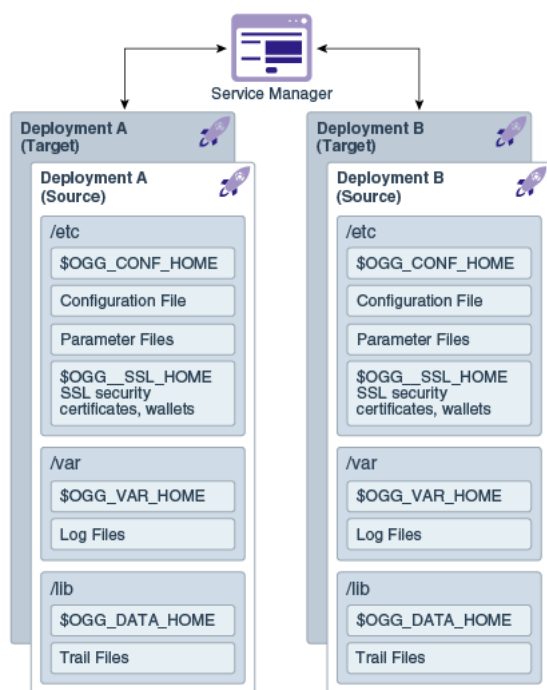 Service Manager
Deployment A
(Target)
Deployment A
(Source)
/etc
$OGG_CONF_HOME
Configuration File
Parameter Files
$OGG__SSL_HOME
SSL security
certificates, wallets
/var
$OGG_VAR_HOME
Log Files
/lib
$OGG_DATA_HOME
Trail Files
Deployment B
(Target)
Deployment B
(Source)
/etc
$OGG_CONF_HOME
Configuration File
Parameter Files
$OGG__SSL_HOME
SSL security
certificates, wallets
/var
$OGG_VAR_HOME
Log Files
/lib
$OGG_DATA_HOME
Trail Files